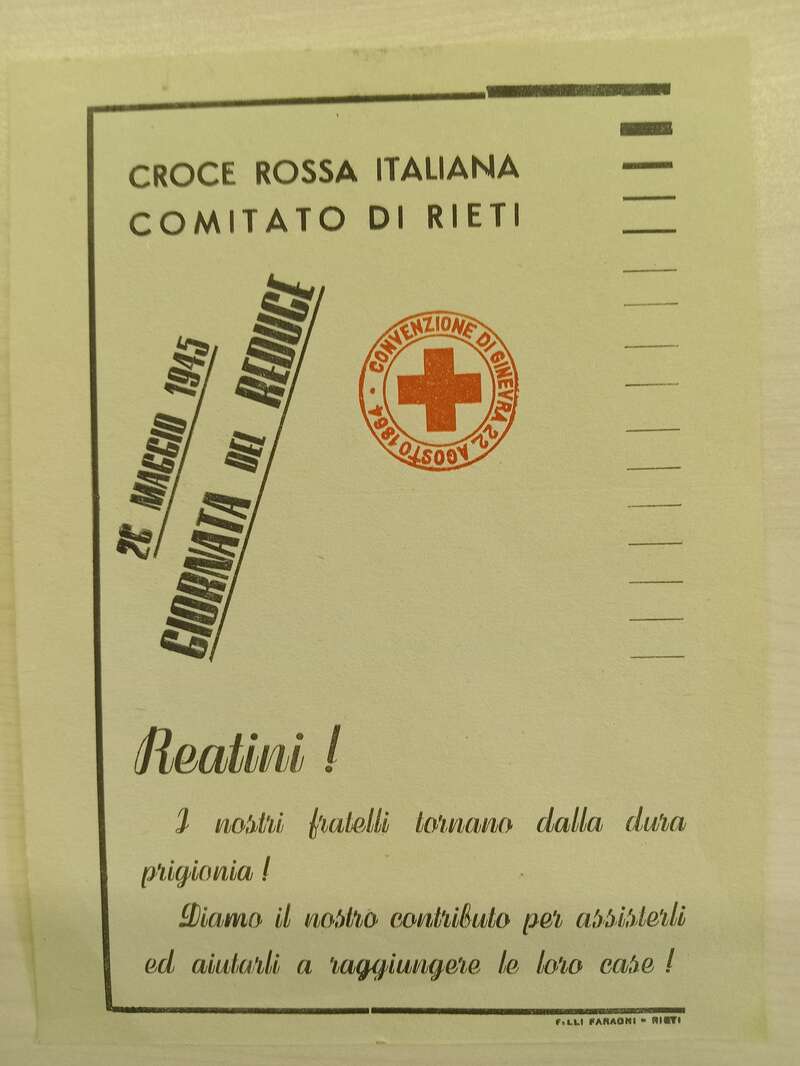 CROCE ROSSA ITALIANA
COMITATO DI RIETI
26 MAGGIO 1945
GIORNATA DEL REDUCE
CONVENZIONE DI GINEVRA 22. AGOSTO 1864 •
Reatini !
I nostri fratelli tornano dalla dura
prigionia !
Diamo il nostro contributo per assisterli
ed aiutarli a raggiungere le loro case !
F.LLI FARAONI - RIETI